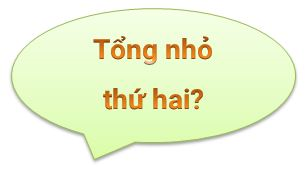 Tổng nhỏ
thứ hai?